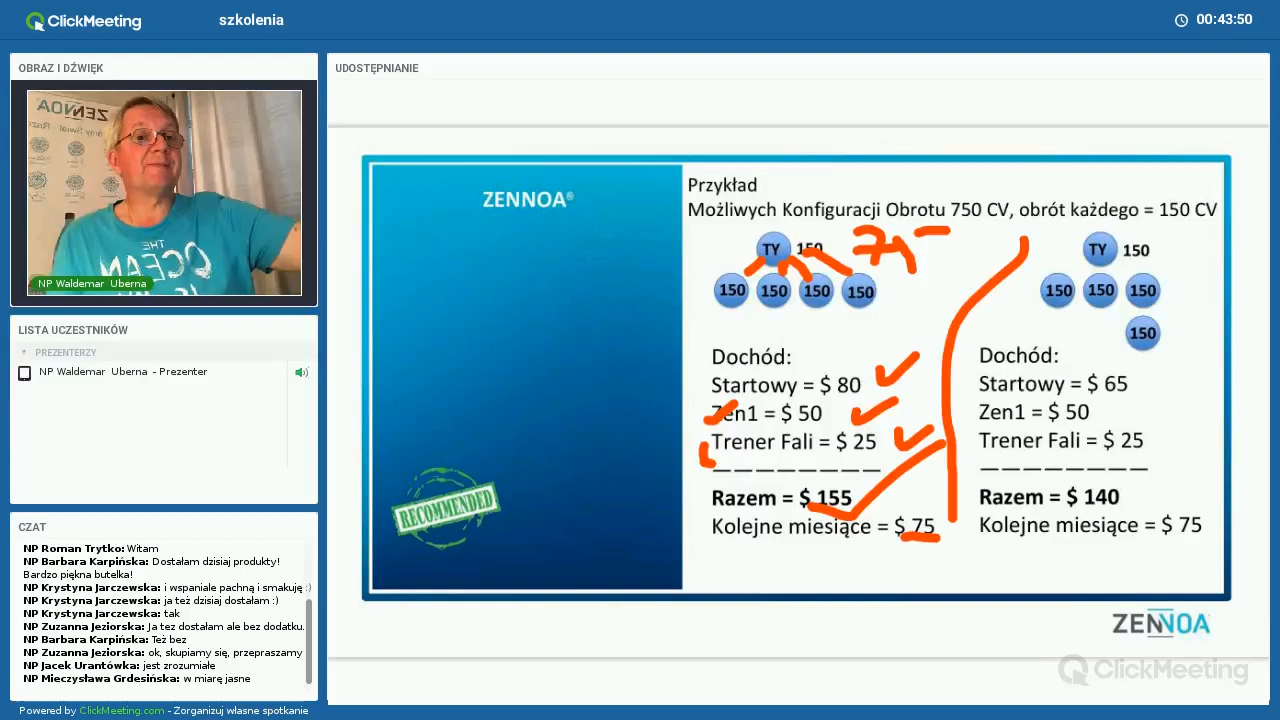 ClickMeeting
szkolenia
00:43:50
OBRAZ I DŹWIĘK
ZENNOA
THE
OCEAN
NP Waldemar Uberna
LISTA UCZESTNIKÓW
PREZENTERZY
NP Waldemar Uberna - Prezenter
CZAT
NP Roman Trytko: Witam
NP Barbara Karpińska: Dostałam dzisiaj produkty!
Bardzo piękna butelka!
NP Krystyna Jarczewska: i wspaniale pachną i smakuję :)
NP Krystyna Jarczewska: ja też dzisiaj dostałam :)
NP Krystyna Jarczewska: tak
NP Zuzanna Jeziorska: Ja tez dostałam ale bez dodatku.
NP Barbara Karpińska: Też bez
NP Zuzanna Jeziorska: ok, skupiamy się, przepraszamy
NP Jacek Urantówka: jest zrozumiałe
NP Mieczysława Grdesińska: w miarę jasne
Powered by ClickMeeting.com - Zorganizuj własne spotkanie
UDOSTĘPNIANIE
ZENNOA®
RECOMMENDED
Przykład
Możliwych Konfiguracji Obrotu 750 CV, obrót każdego = 150 CV
TY 150
150 150 150 150
Dochód:
Startowy = $ 80
Zen1 = $ 50
Trener Fali = $ 25
— — — — — — — —
Razem = $ 155
Kolejne miesiące = $ 75
TY 150
150 150 150
150
Dochód:
Startowy = $ 65
Zen1 = $ 50
Trener Fali = $ 25
— — — — — — — —
Razem = $ 140
Kolejne miesiące = $ 75
ZENNOA
ClickMeeting